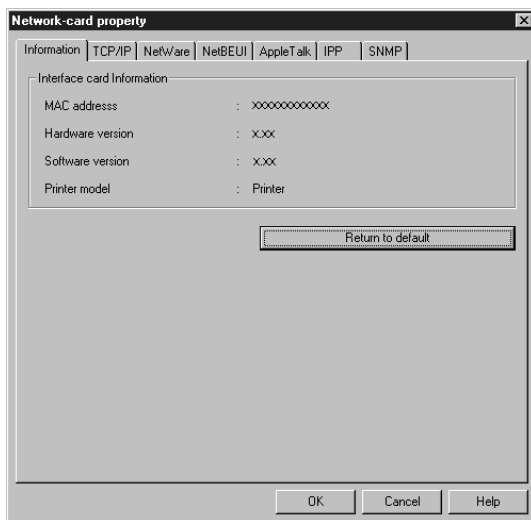 Network-card property
Information TCP/IP NetWare NetBEUI AppleTalk IPP SNMP
Interface card Information
MAC addresss : XXXXXXXXXXXX
Hardware version : X.XX
Software version : X.XX
Printer model : Printer
Return to default
OK Cancel Help